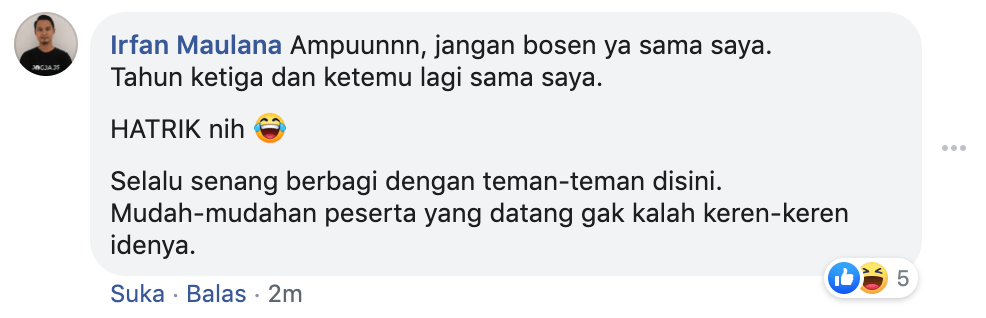 Irfan Maulana Ampuunnn, jangan bosen ya sama saya.
Tahun ketiga dan ketemu lagi sama saya.
HATRIK nih 😂
Selalu senang berbagi dengan teman-teman disini.
Mudah-mudahan peserta yang datang gak kalah keren-keren
idenya.
5
Suka · Balas · 2m